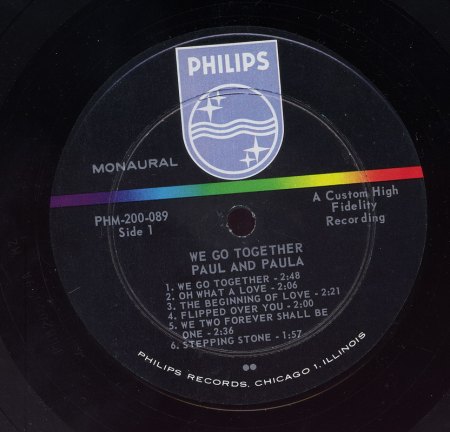 PHILIPS
MONAURAL
PHM-200-089
Side 1
A Custom High
Fidelity
Recording
WE GO TOGETHER
PAUL AND PAULA
1. WE GO TOGETHER - 2:48
2. OH WHAT A LOVE - 2:06
3. THE BEGINNING OF LOVE - 2:21
4. FLIPPED OVER YOU - 2:00
5. WE TWO FOREVER SHALL BE
ONE - 2:36
6. STEPPING STONE - 1:57
PHILIPS RECORDS, CHICAGO 1, ILLINOIS